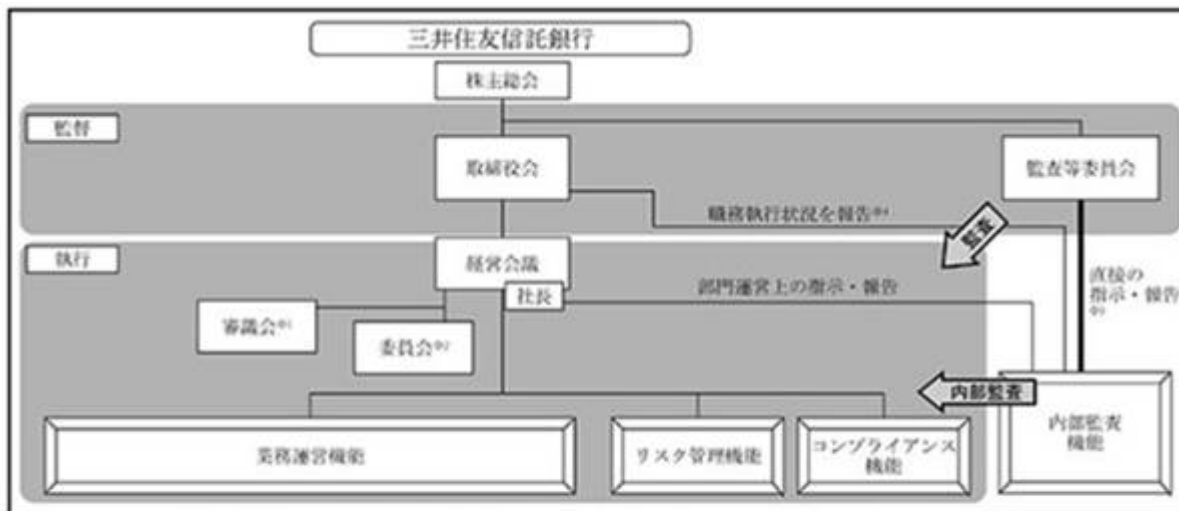 三井住友信託銀行
株主総会
監督
取締役会
監査等委員会
職務執行状況を報告
監査
執行
経営会議
社長
部門運営上の指示・報告
直接の
指示・報告
審議会
委員会
内部監査
業務運営機能
リスク管理機能
コンプライアンス
機能
内部監査
機能